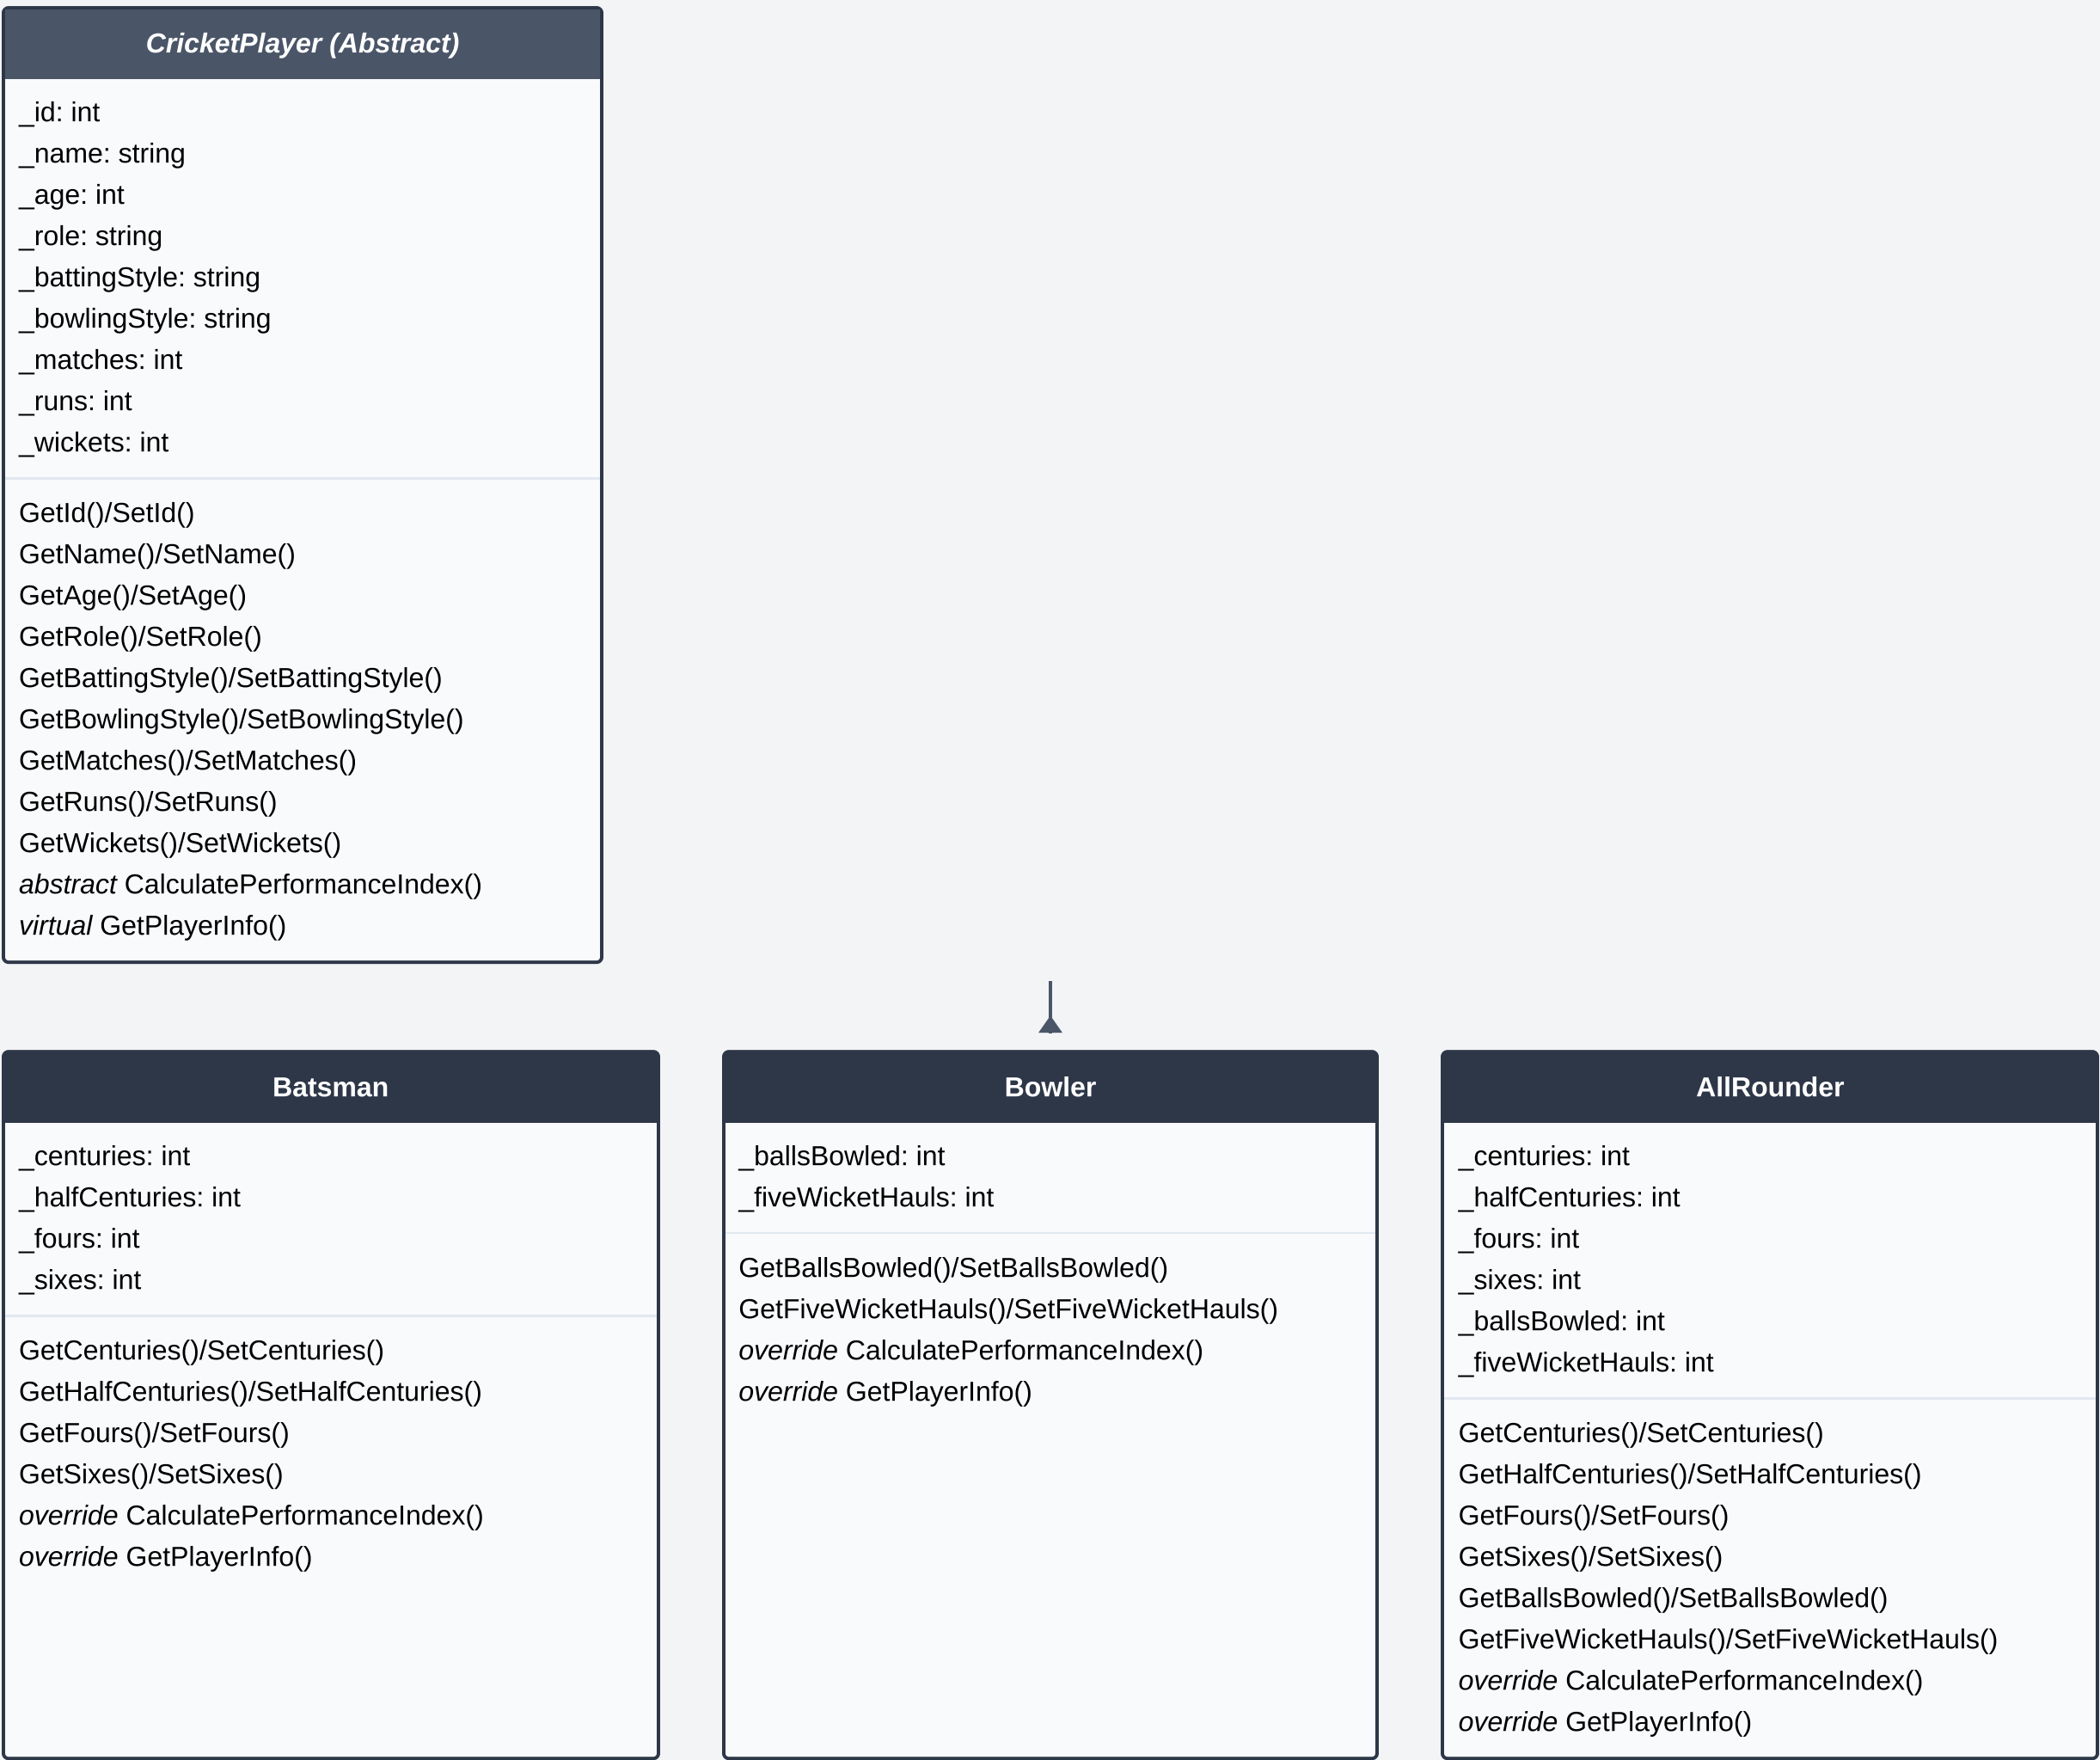 CricketPlayer (Abstract)
_id: int
_name: string
_age: int
_role: string
_battingStyle: string
_bowlingStyle: string
_matches: int
_runs: int
_wickets: int
GetId()/SetId()
GetName()/SetName()
GetAge()/SetAge()
GetRole()/SetRole()
GetBattingStyle()/SetBattingStyle()
GetBowlingStyle()/SetBowlingStyle()
GetMatches()/SetMatches()
GetRuns()/SetRuns()
GetWickets()/SetWickets()
abstract CalculatePerformanceIndex()
virtual GetPlayerInfo()
Batsman
_centuries: int
_halfCenturies: int
_fours: int
_sixes: int
GetCenturies()/SetCenturies()
GetHalfCenturies()/SetHalfCenturies()
GetFours()/SetFours()
GetSixes()/SetSixes()
override CalculatePerformanceIndex()
override GetPlayerInfo()
Bowler
_ballsBowled: int
_fiveWicketHauls: int
GetBallsBowled()/SetBallsBowled()
GetFiveWicketHauls()/SetFiveWicketHauls()
override CalculatePerformanceIndex()
override GetPlayerInfo()
AllRounder
_centuries: int
_halfCenturies: int
_fours: int
_sixes: int
_ballsBowled: int
_fiveWicketHauls: int
GetCenturies()/SetCenturies()
GetHalfCenturies()/SetHalfCenturies()
GetFours()/SetFours()
GetSixes()/SetSixes()
GetBallsBowled()/SetBallsBowled()
GetFiveWicketHauls()/SetFiveWicketHauls()
override CalculatePerformanceIndex()
override GetPlayerInfo()